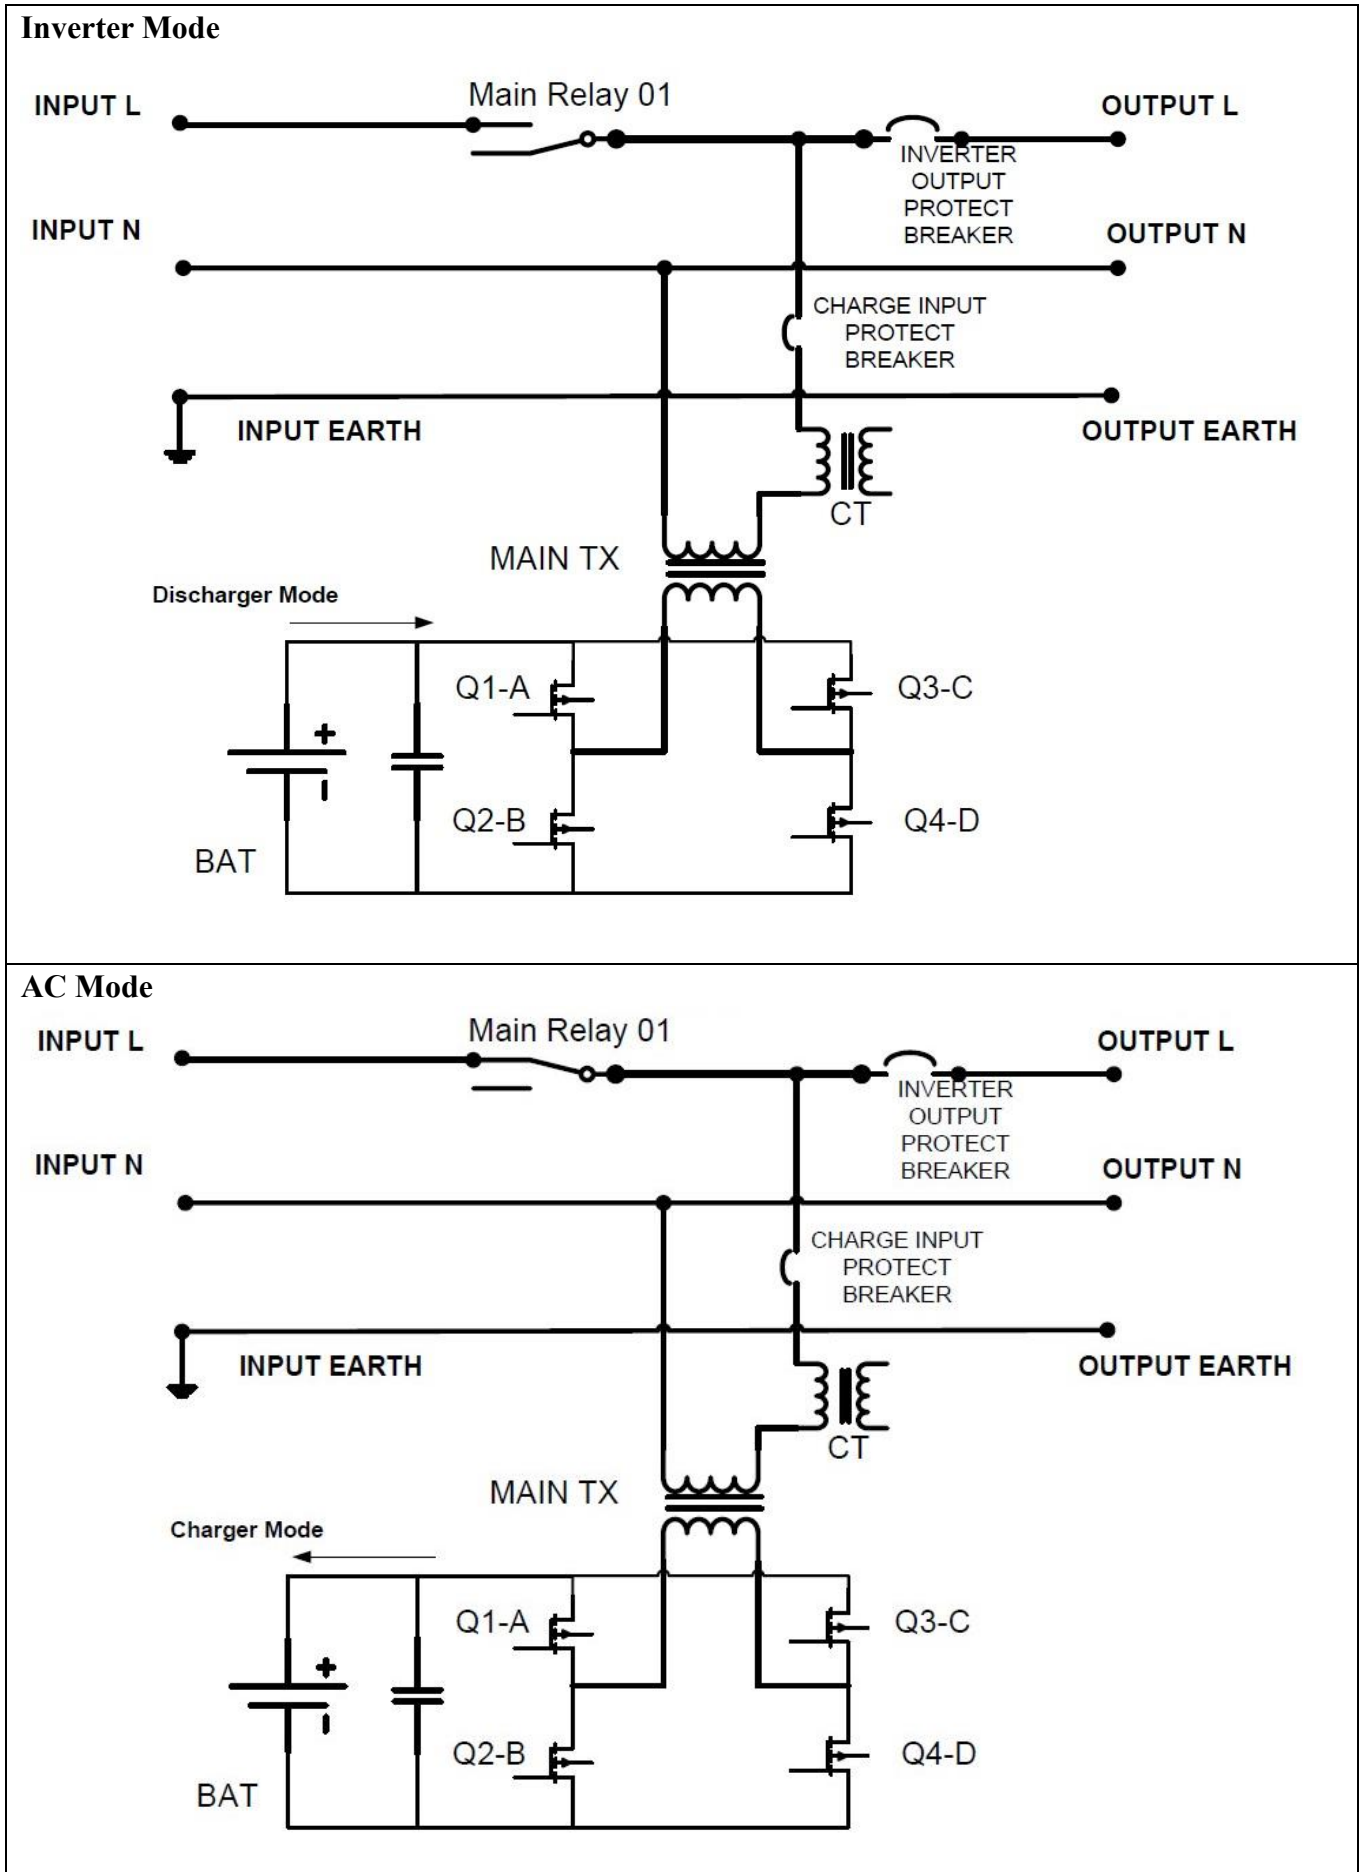 Inverter Mode
Main Relay 01
INPUT L
OUTPUT L
INVERTER
OUTPUT
PROTECT
BREAKER
INPUT N
OUTPUT N
CHARGE INPUT
PROTECT
BREAKER
INPUT EARTH
OUTPUT EARTH
CT
MAIN TX
Discharger Mode
Q1-A
Q3-C
+
Q2-B
Q4-D
BAT
AC Mode
Main Relay 01
INPUT L
OUTPUT L
INVERTER
OUTPUT
PROTECT
BREAKER
INPUT N
OUTPUT N
CHARGE INPUT
PROTECT
BREAKER
INPUT EARTH
OUTPUT EARTH
CT
MAIN TX
Charger Mode
Q1-A
Q3-C
+
Q2-B
Q4-D
BAT